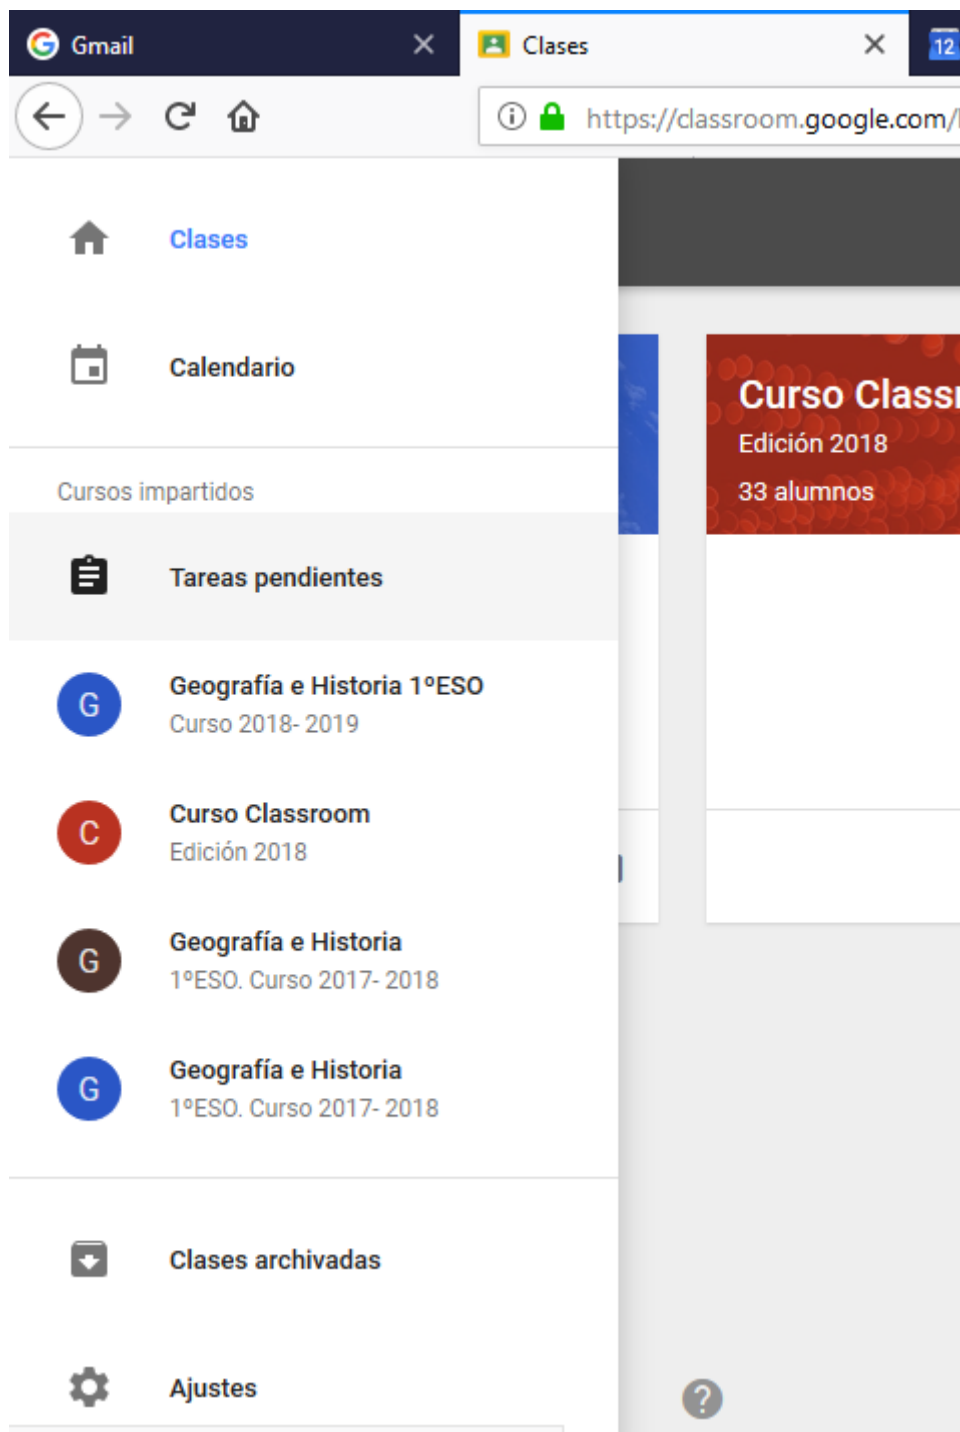 Gmail
Clases
12
https://classroom.google.com/
Clases
Calendario
Cursos impartidos
Tareas pendientes
G
Geografía e Historia 1ºESO
Curso 2018- 2019
C
Curso Classroom
Edición 2018
G
Geografía e Historia
1ºESO. Curso 2017- 2018
G
Geografía e Historia
1ºESO. Curso 2017- 2018
Clases archivadas
Ajustes
Curso Class
Edición 2018
33 alumnos
?